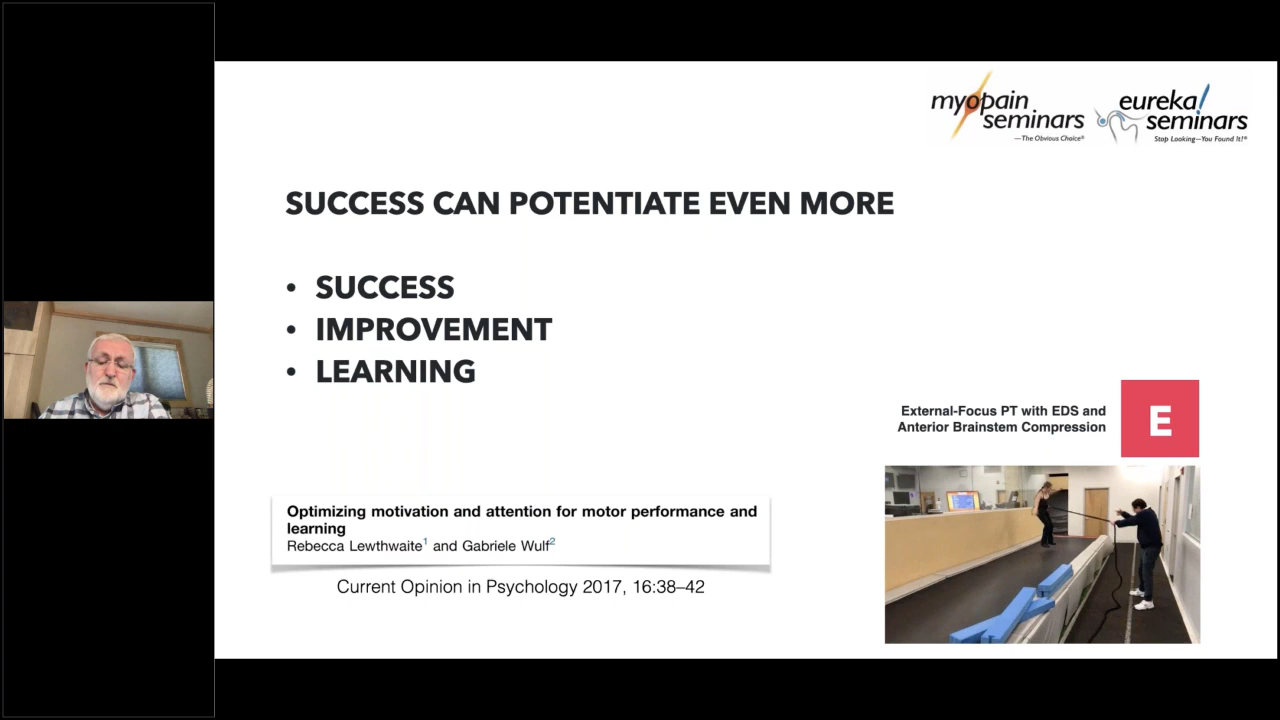 myopain
seminars
—The Obvious Choice®
eureka!
seminars
Stop Looking—You Found It!®
SUCCESS CAN POTENTIATE EVEN MORE
• SUCCESS
• IMPROVEMENT
• LEARNING
External-Focus PT with EDS and
Anterior Brainstem Compression
E
Optimizing motivation and attention for motor performance and
learning
Rebecca Lewthwaite1 and Gabriele Wulf2
Current Opinion in Psychology 2017, 16:38–42